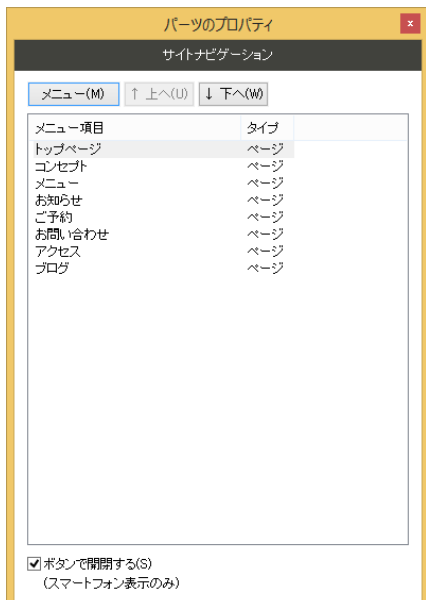 パーツのプロパティ
x
サイトナビゲーション
メニュー(M) ↑ 上へ(U) ↓ 下へ(W)
メニュー項目 タイプ
トップページ ページ
コンセプト ページ
メニュー ページ
お知らせ ページ
ご予約 ページ
お問い合わせ ページ
アクセス ページ
ブログ ページ
ボタンで開閉する(S)
(スマートフォン表示のみ)